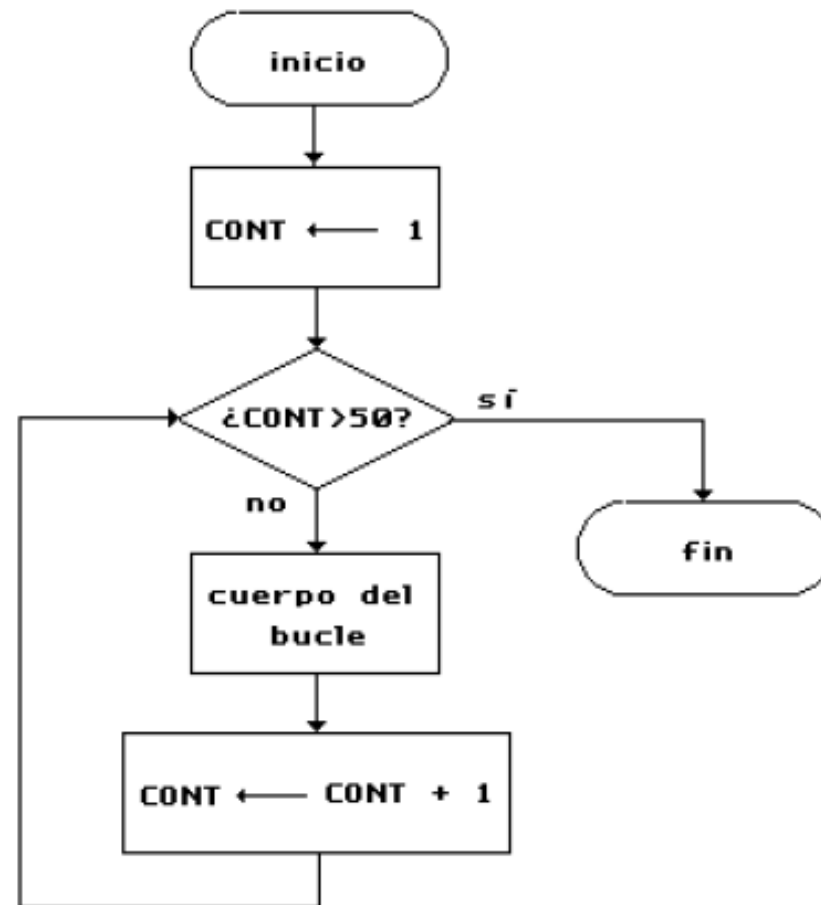 inicio
CONT ← 1
¿CONT>50?
sí
no
fin
cuerpo del
bucle
CONT ← CONT + 1